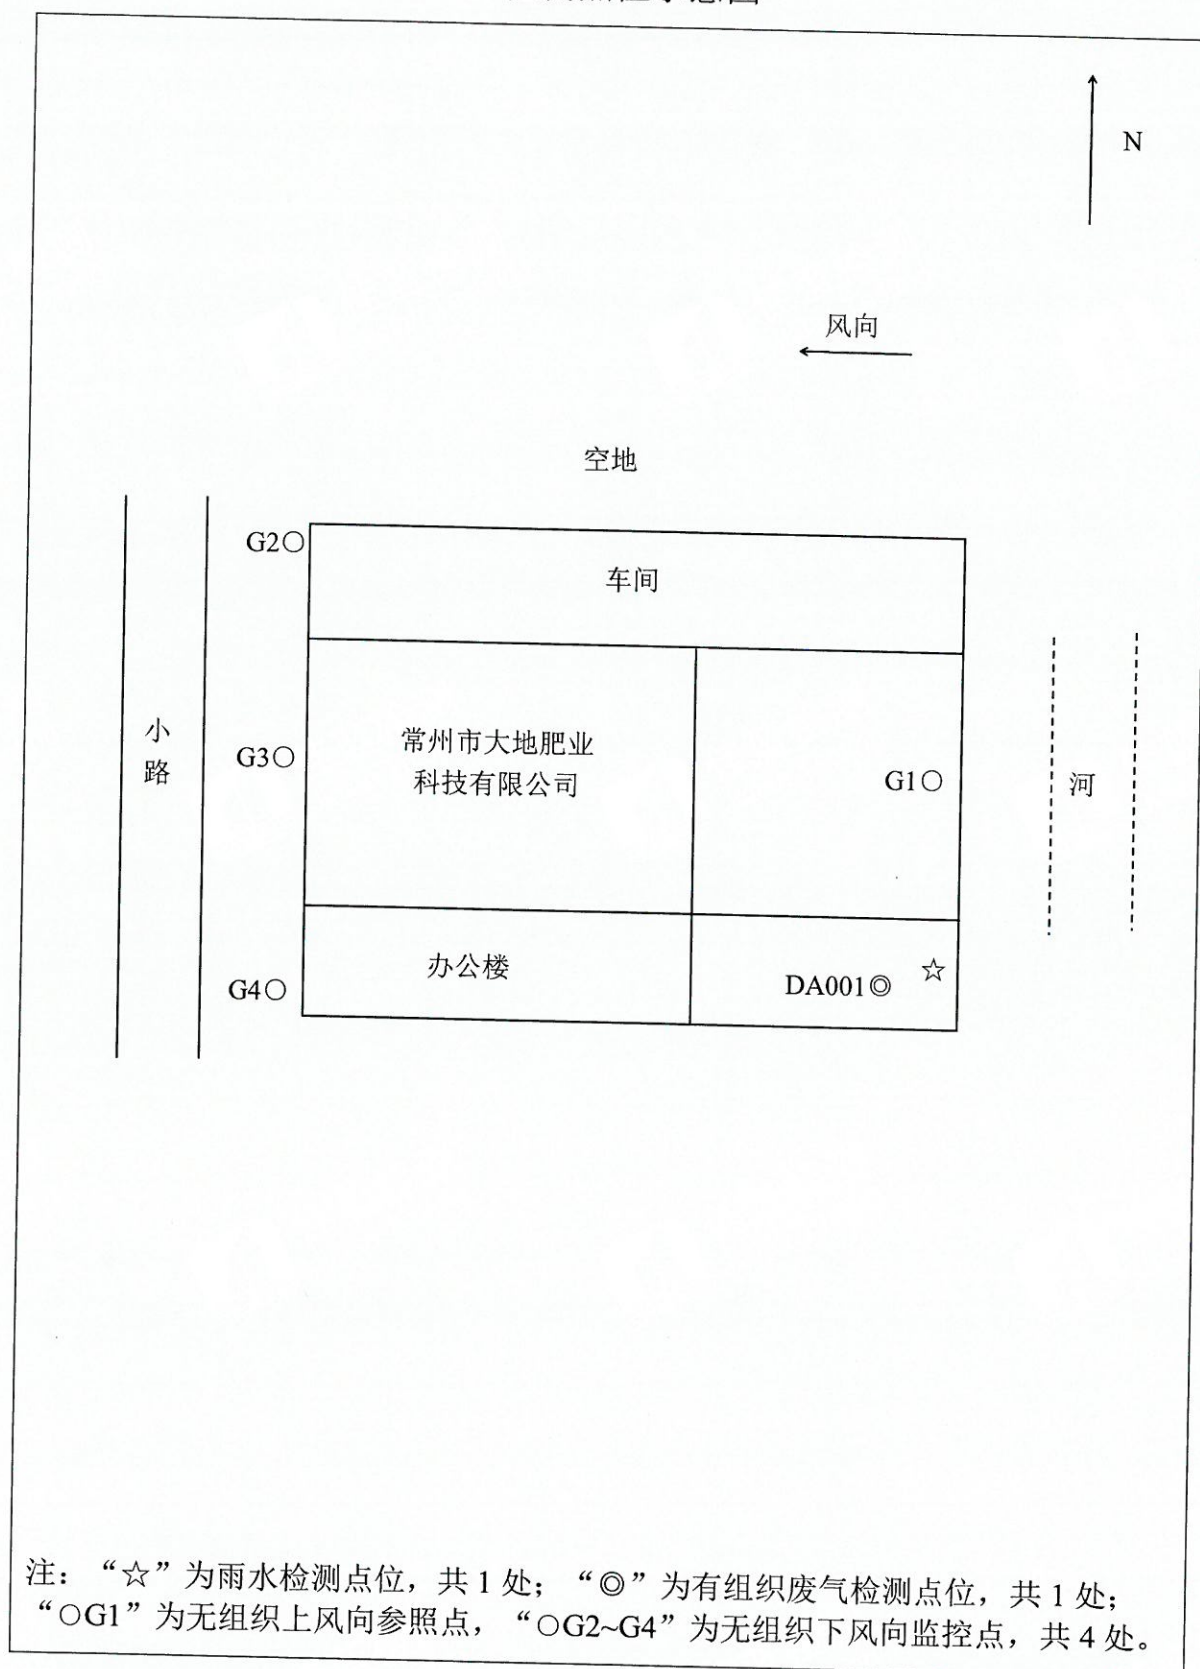 N
风向
空地
G2○
车间
小路
G3○
常州市大地肥业
科技有限公司
G1○
河
办公楼
G4○
DA001◎
☆
注：“☆”为雨水检测点位，共 1 处；“◎”为有组织废气检测点位，共 1 处；
“○G1”为无组织上风向参照点，“○G2~G4”为无组织下风向监控点，共 4 处。